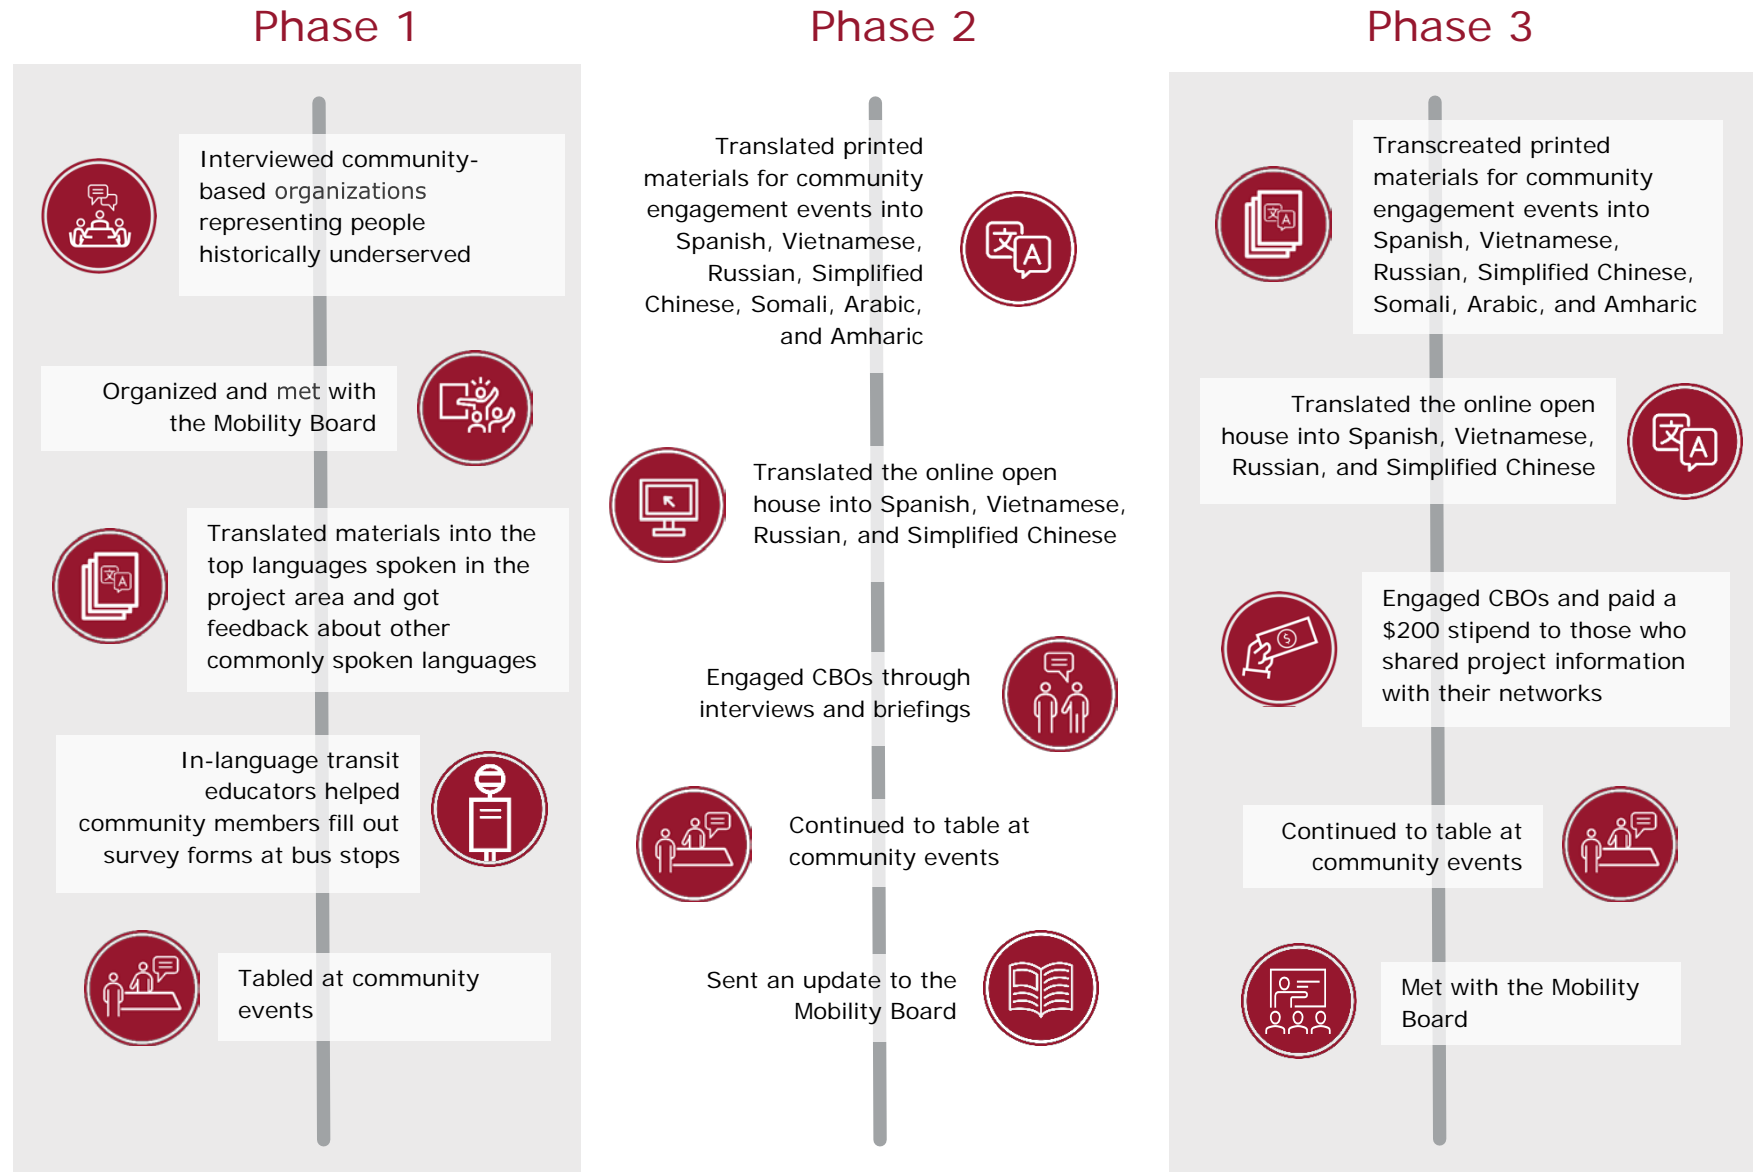 Phase 1
Interviewed community-
based organizations
representing people
historically underserved
Organized and met with
the Mobility Board
Translated materials into the
top languages spoken in the
project area and got
feedback about other
commonly spoken languages
In-language transit
educators helped
community members fill out
survey forms at bus stops
Tabled at community
events
Phase 2
Translated printed
materials for community
engagement events into
Spanish, Vietnamese,
Russian, Simplified
Chinese, Somali, Arabic,
and Amharic
Translated the online open
house into Spanish, Vietnamese,
Russian, and Simplified Chinese
Engaged CBOs through
interviews and briefings
Continued to table at
community events
Sent an update to the
Mobility Board
Phase 3
Transcreated printed
materials for community
engagement events into
Spanish, Vietnamese,
Russian, Simplified Chinese,
Somali, Arabic, and Amharic
Translated the online open
house into Spanish, Vietnamese,
Russian, and Simplified Chinese
Engaged CBOs and paid a
$200 stipend to those who
shared project information
with their networks
Continued to table at
community events
Met with the Mobility
Board